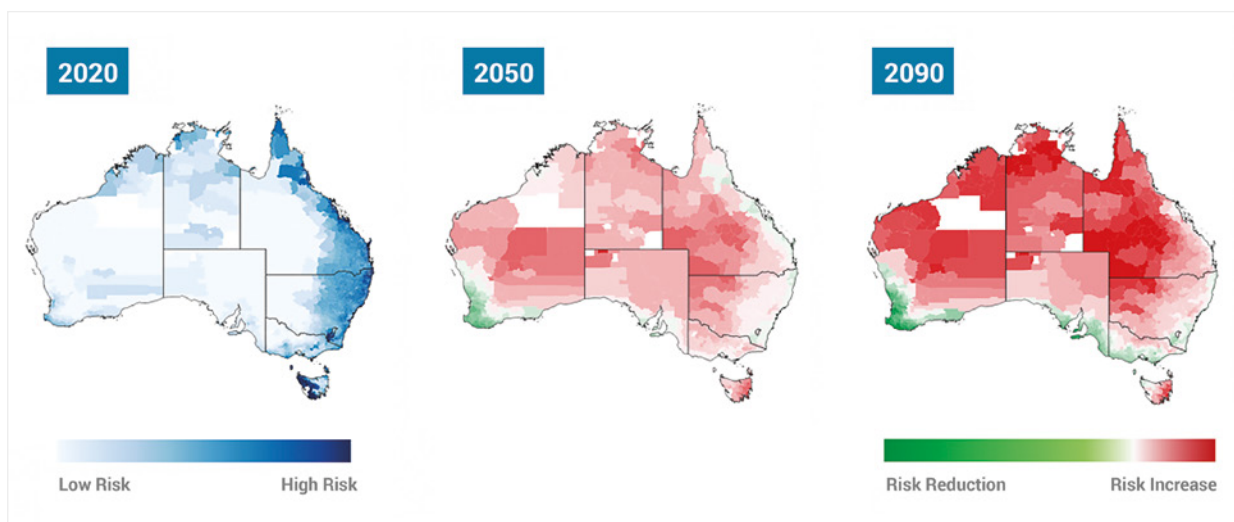 2020
2050
2090
Low Risk
High Risk
Risk Reduction
Risk Increase